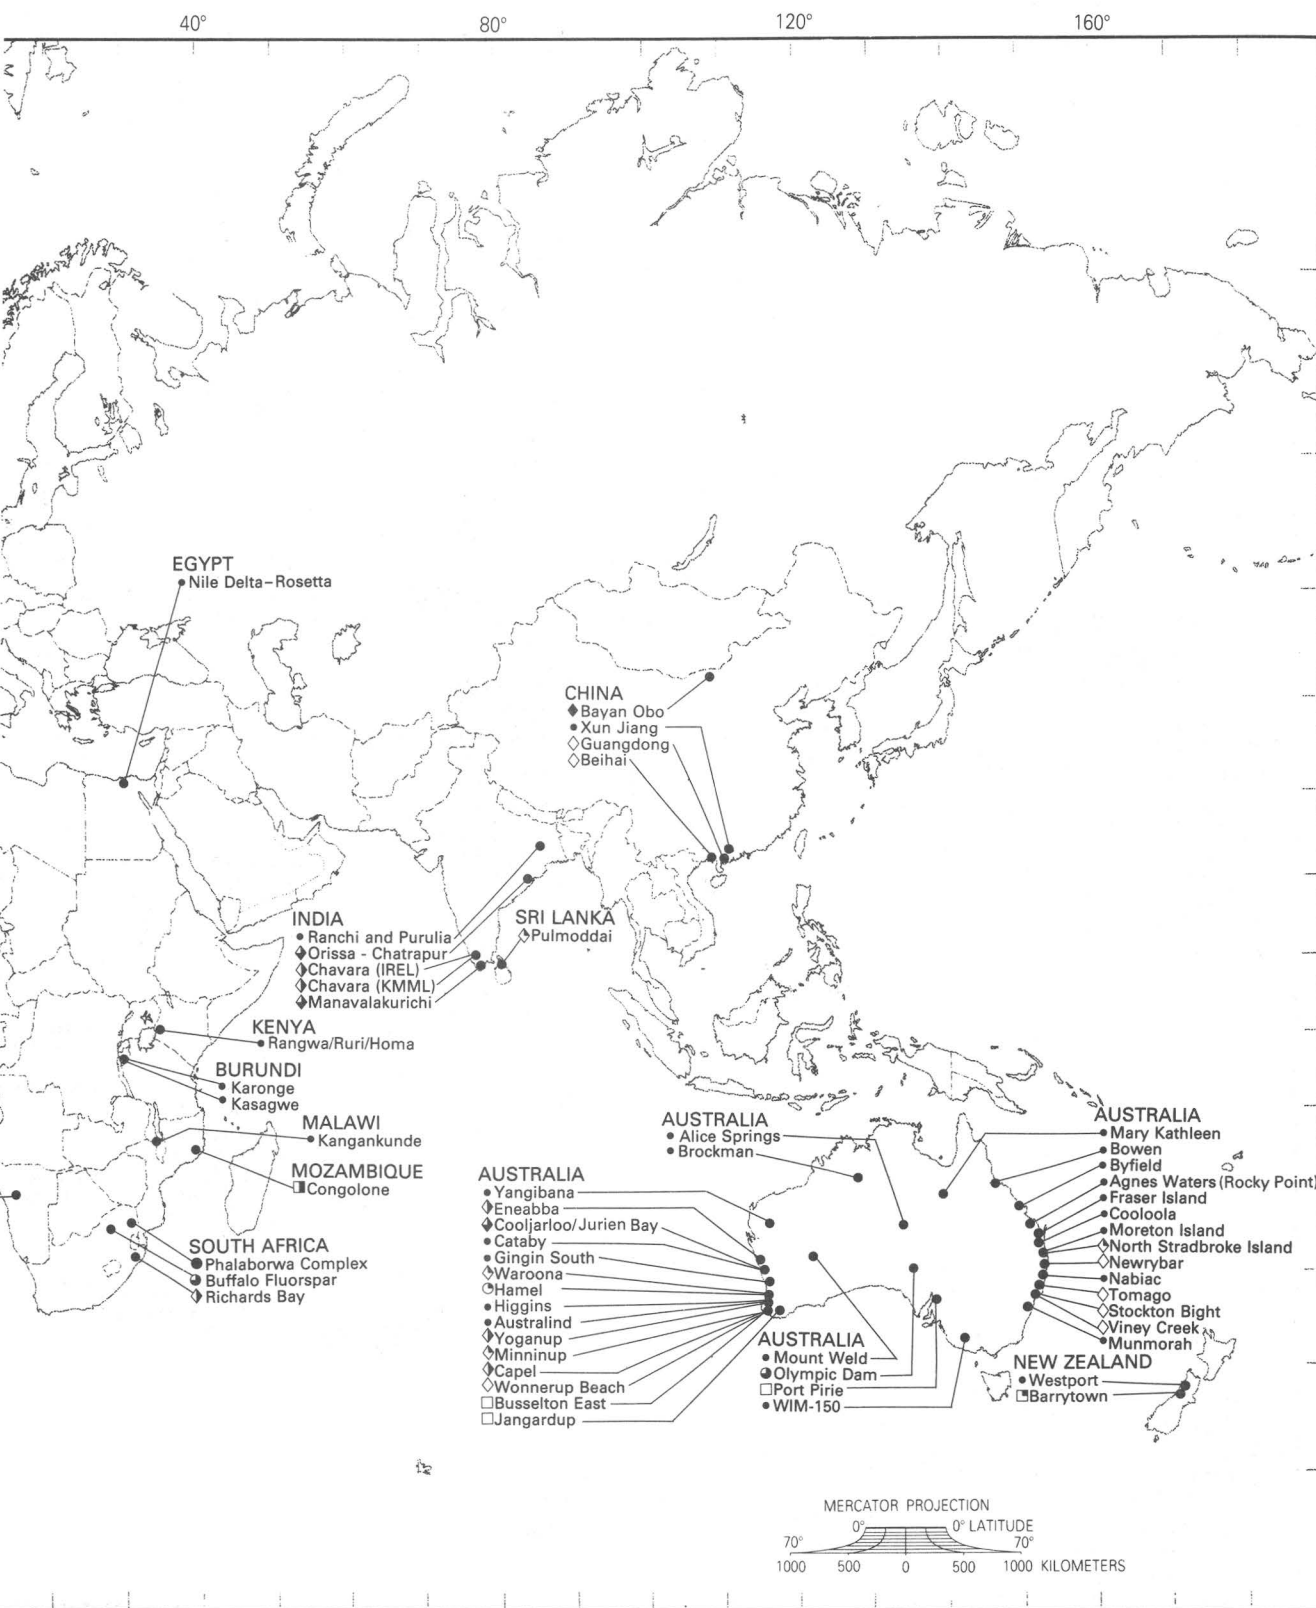 40° 80° 120° 160°
EGYPT
Nile Delta–Rosetta
CHINA
Bayan Obo
Xun Jiang
Guangdong
Beihai
INDIA
Ranchi and Purulia
Orissa - Chatrapur
Chavara (IREL)
Chavara (KMML)
Manavalakurichi
SRI LANKA
Pulmoddai
KENYA
Rangwa/Ruri/Homa
BURUNDI
Karonge
Kasagwe
MALAWI
Kangankunde
MOZAMBIQUE
Congolone
SOUTH AFRICA
Phalaborwa Complex
Buffalo Fluorspar
Richards Bay
AUSTRALIA
Yangibana
Eneabba
Cooljarloo/Jurien Bay
Cataby
Gingin South
Waroona
Hamel
Higgins
Australind
Yoganup
Minninup
Capel
Wonnerup Beach
Busselton East
Jangardup
AUSTRALIA
Alice Springs
Brockman
AUSTRALIA
Mount Weld
Olympic Dam
Port Pirie
WIM-150
AUSTRALIA
Mary Kathleen
Bowen
Byfield
Agnes Waters (Rocky Point)
Fraser Island
Cooloola
Moreton Island
North Stradbroke Island
Newrybar
Nabiac
Tomago
Stockton Bight
Viney Creek
Munmorah
NEW ZEALAND
Westport
Barrytown
MERCATOR PROJECTION
0° 0° LATITUDE
70° 70°
1000 500 0 500 1000 KILOMETERS